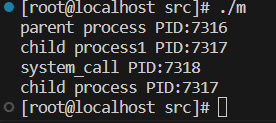 [root@localhost src]# ./m
parent process PID:7316
child process1 PID:7317
system_call PID:7318
child process PID:7317
[root@localhost src]#